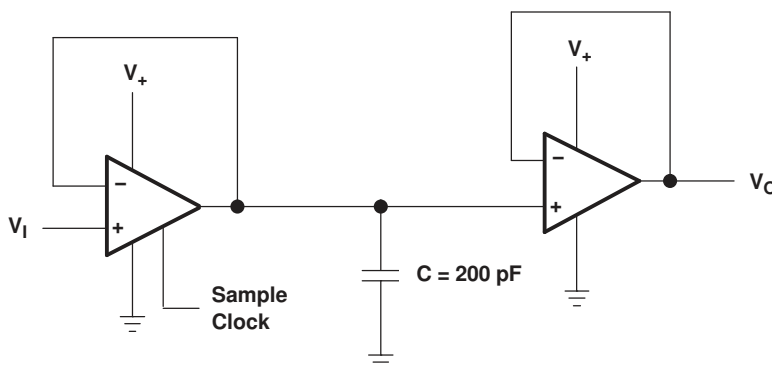 V+
V+
−
−
VI
+
+
VO
C = 200 pF
Sample
Clock